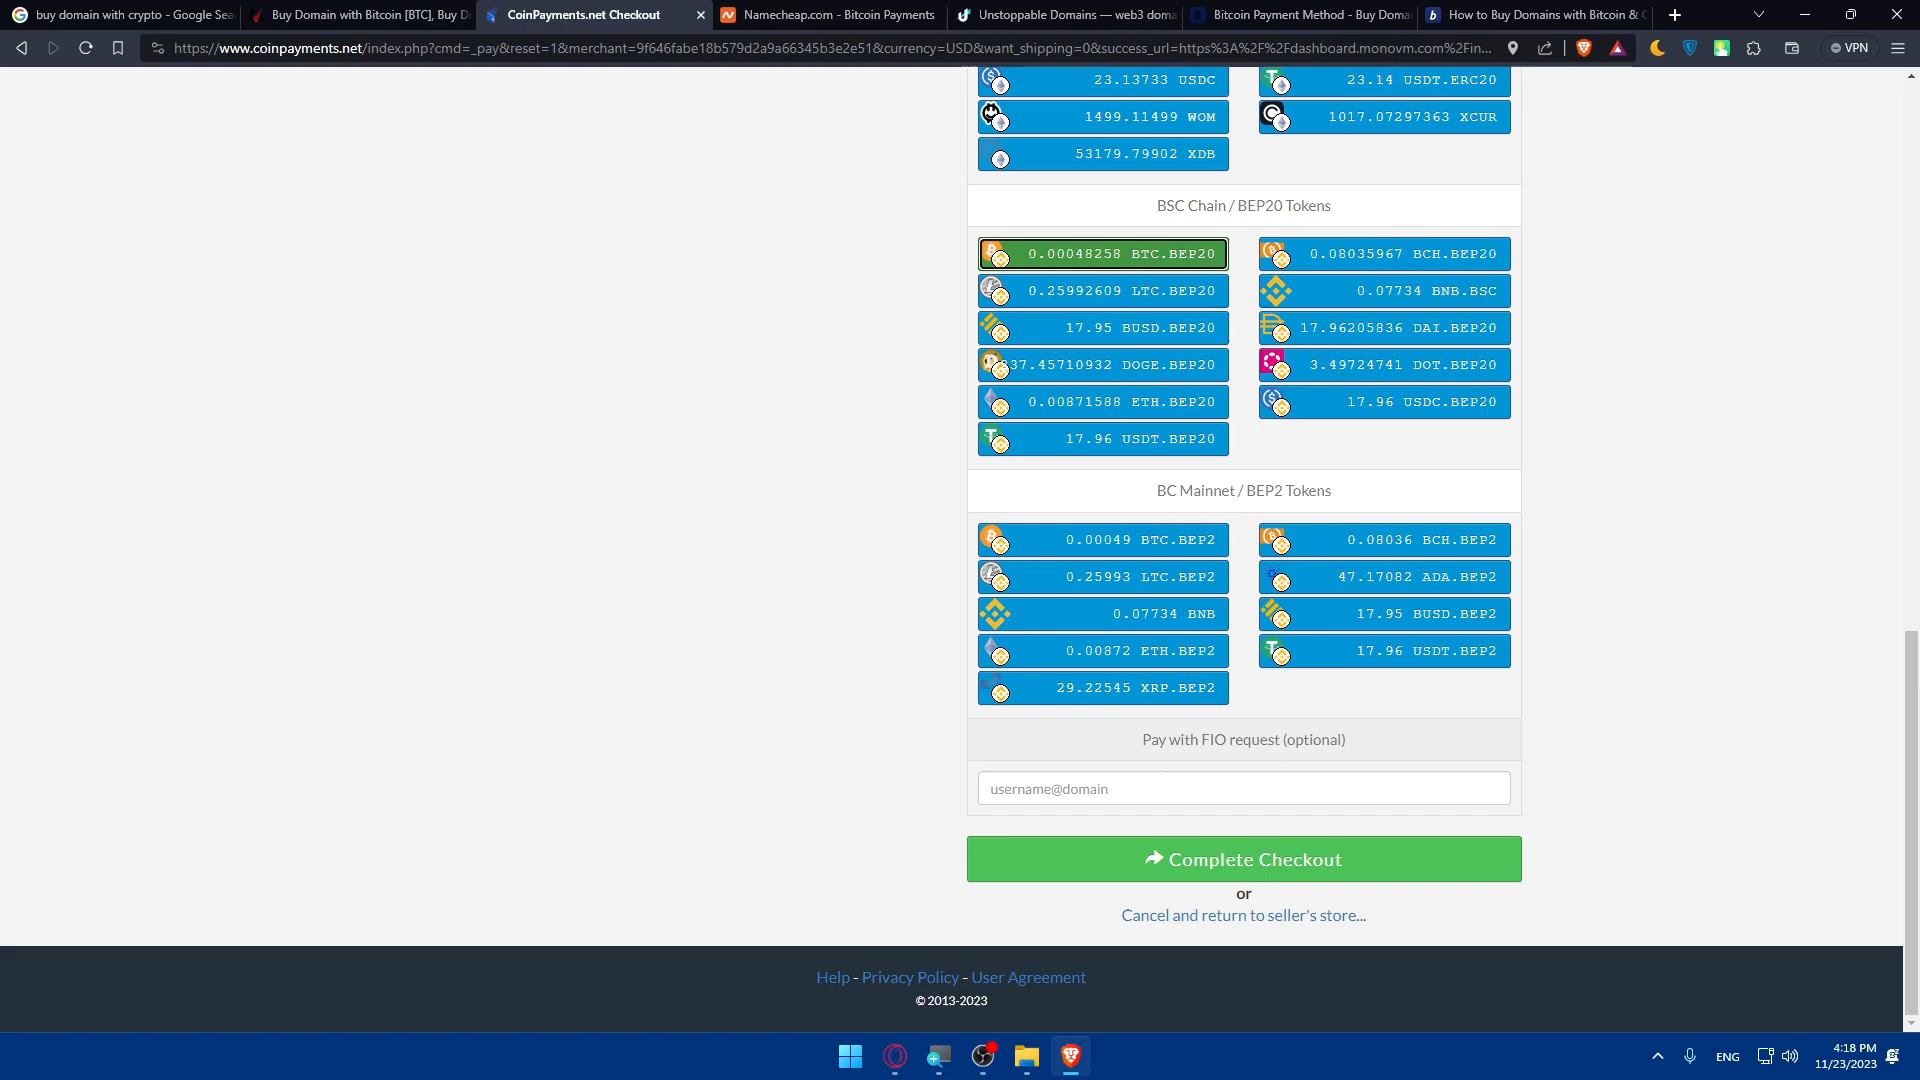 buy domain with crypto - Google Sea
Buy Domain with Bitcoin [BTC], Buy D
CoinPayments.net Checkout
Namecheap.com - Bitcoin Payments
Unstoppable Domains — web3 doma
Bitcoin Payment Method - Buy Doma
How to Buy Domains with Bitcoin & C
https://www.coinpayments.net/index.php?cmd=_pay&reset=1&merchant=9f646fabe18b579d2a9a66345b3e2e51&currency=USD&want_shipping=0&success_url=https%3A%2F%2Fdashboard.monovm.com%2Fin...
VPN
23.13733 USDC
23.14 USDT.ERC20
1499.11499 WOM
1017.07297363 XCUR
53179.79902 XDB
BSC Chain / BEP20 Tokens
0.00048258 BTC.BEP20
0.08035967 BCH.BEP20
0.25992609 LTC.BEP20
0.07734 BNB.BSC
17.95 BUSD.BEP20
17.96205836 DAI.BEP20
37.45710932 DOGE.BEP20
3.49724741 DOT.BEP20
0.00871588 ETH.BEP20
17.96 USDC.BEP20
17.96 USDT.BEP20
BC Mainnet / BEP2 Tokens
0.00049 BTC.BEP2
0.08036 BCH.BEP2
0.25993 LTC.BEP2
47.17082 ADA.BEP2
0.07734 BNB
17.95 BUSD.BEP2
0.00872 ETH.BEP2
17.96 USDT.BEP2
29.22545 XRP.BEP2
Pay with FIO request (optional)
username@domain
Complete Checkout
or
Cancel and return to seller's store...
Help - Privacy Policy - User Agreement
© 2013-2023
ENG
4:18 PM
11/23/2023